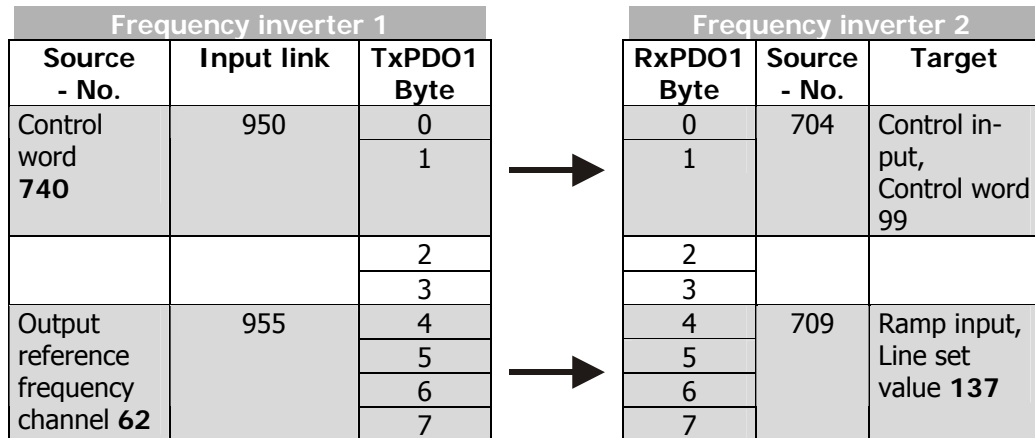 Frequency inverter 1
Source - No. Input link TxPDO1 Byte
Control word 740 950 0
1
2
3
Output reference frequency channel 62 955 4
5
6
7
Frequency inverter 2
RxPDO1 Byte Source - No. Target
0 704 Control in-
put,
Control word
99
1
2
3
4 709 Ramp input,
Line set
value 137
5
6
7